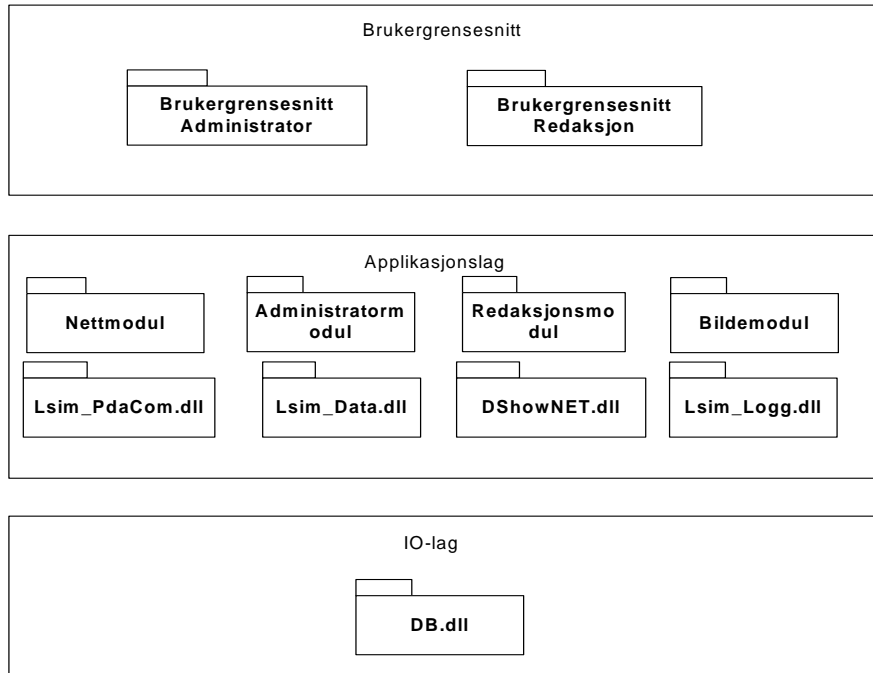 Brukergrensesnitt
Brukergrensesnitt
Administrator
Brukergrensesnitt
Redaksjon
Applikasjonslag
Nettmodul
Administratorm
odul
Redaksjonsmo
dul
Bildemodul
Lsim_PdaCom.dll
Lsim_Data.dll
DShowNET.dll
Lsim_Logg.dll
IO-lag
DB.dll